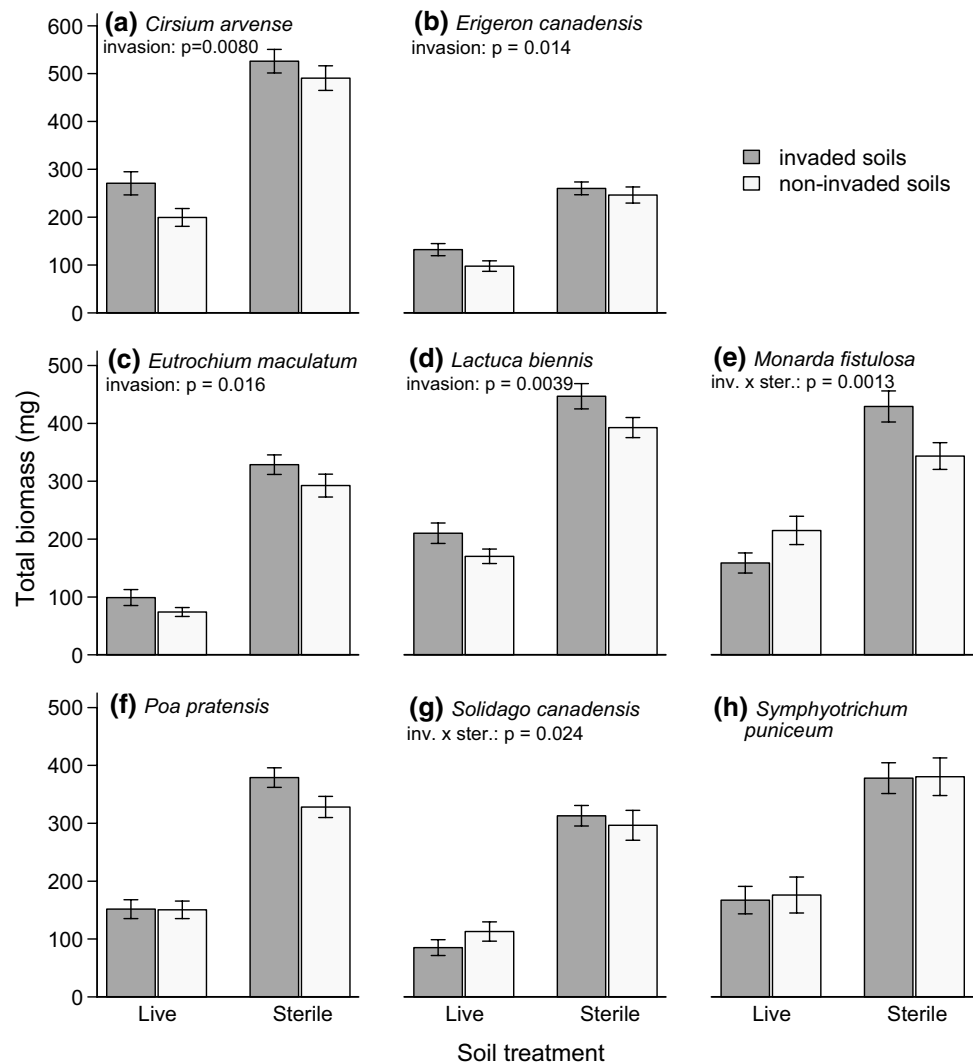 (a) Cirsium arvense
invasion: p=0.0080
(b) Erigeron canadensis
invasion: p = 0.014
600
500
400
300
200
100
0
invaded soils
non-invaded soils
(c) Eutrochium maculatum
invasion: p = 0.016
(d) Lactuca biennis
invasion: p = 0.0039
(e) Monarda fistulosa
inv. x ster.: p = 0.0013
500
400
300
200
100
0
Total biomass (mg)
(f) Poa pratensis
(g) Solidago canadensis
inv. x ster.: p = 0.024
(h) Symphyotrichum
puniceum
500
400
300
200
100
0
Live Sterile Live Sterile Live Sterile
Soil treatment